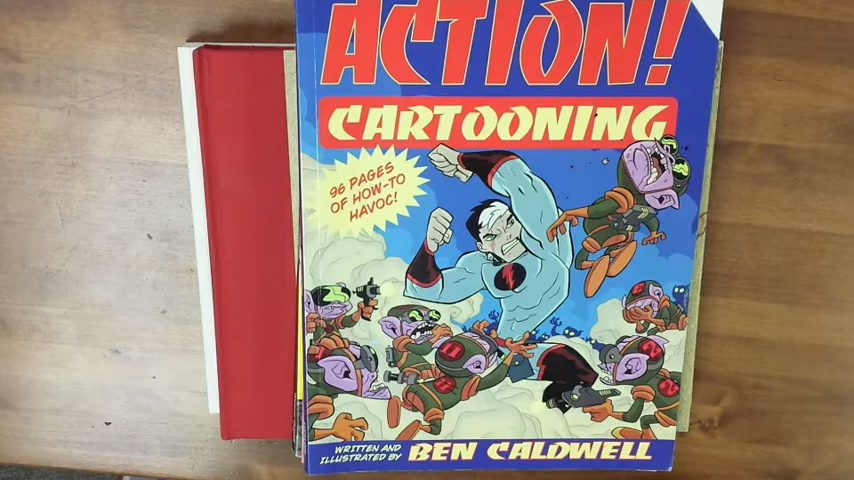 ACTION!
CARTOONING
96 PAGES
OF HOW-TO
HAVOC!
WRITTEN AND
ILLUSTRATED BY
BEN CALDWELL